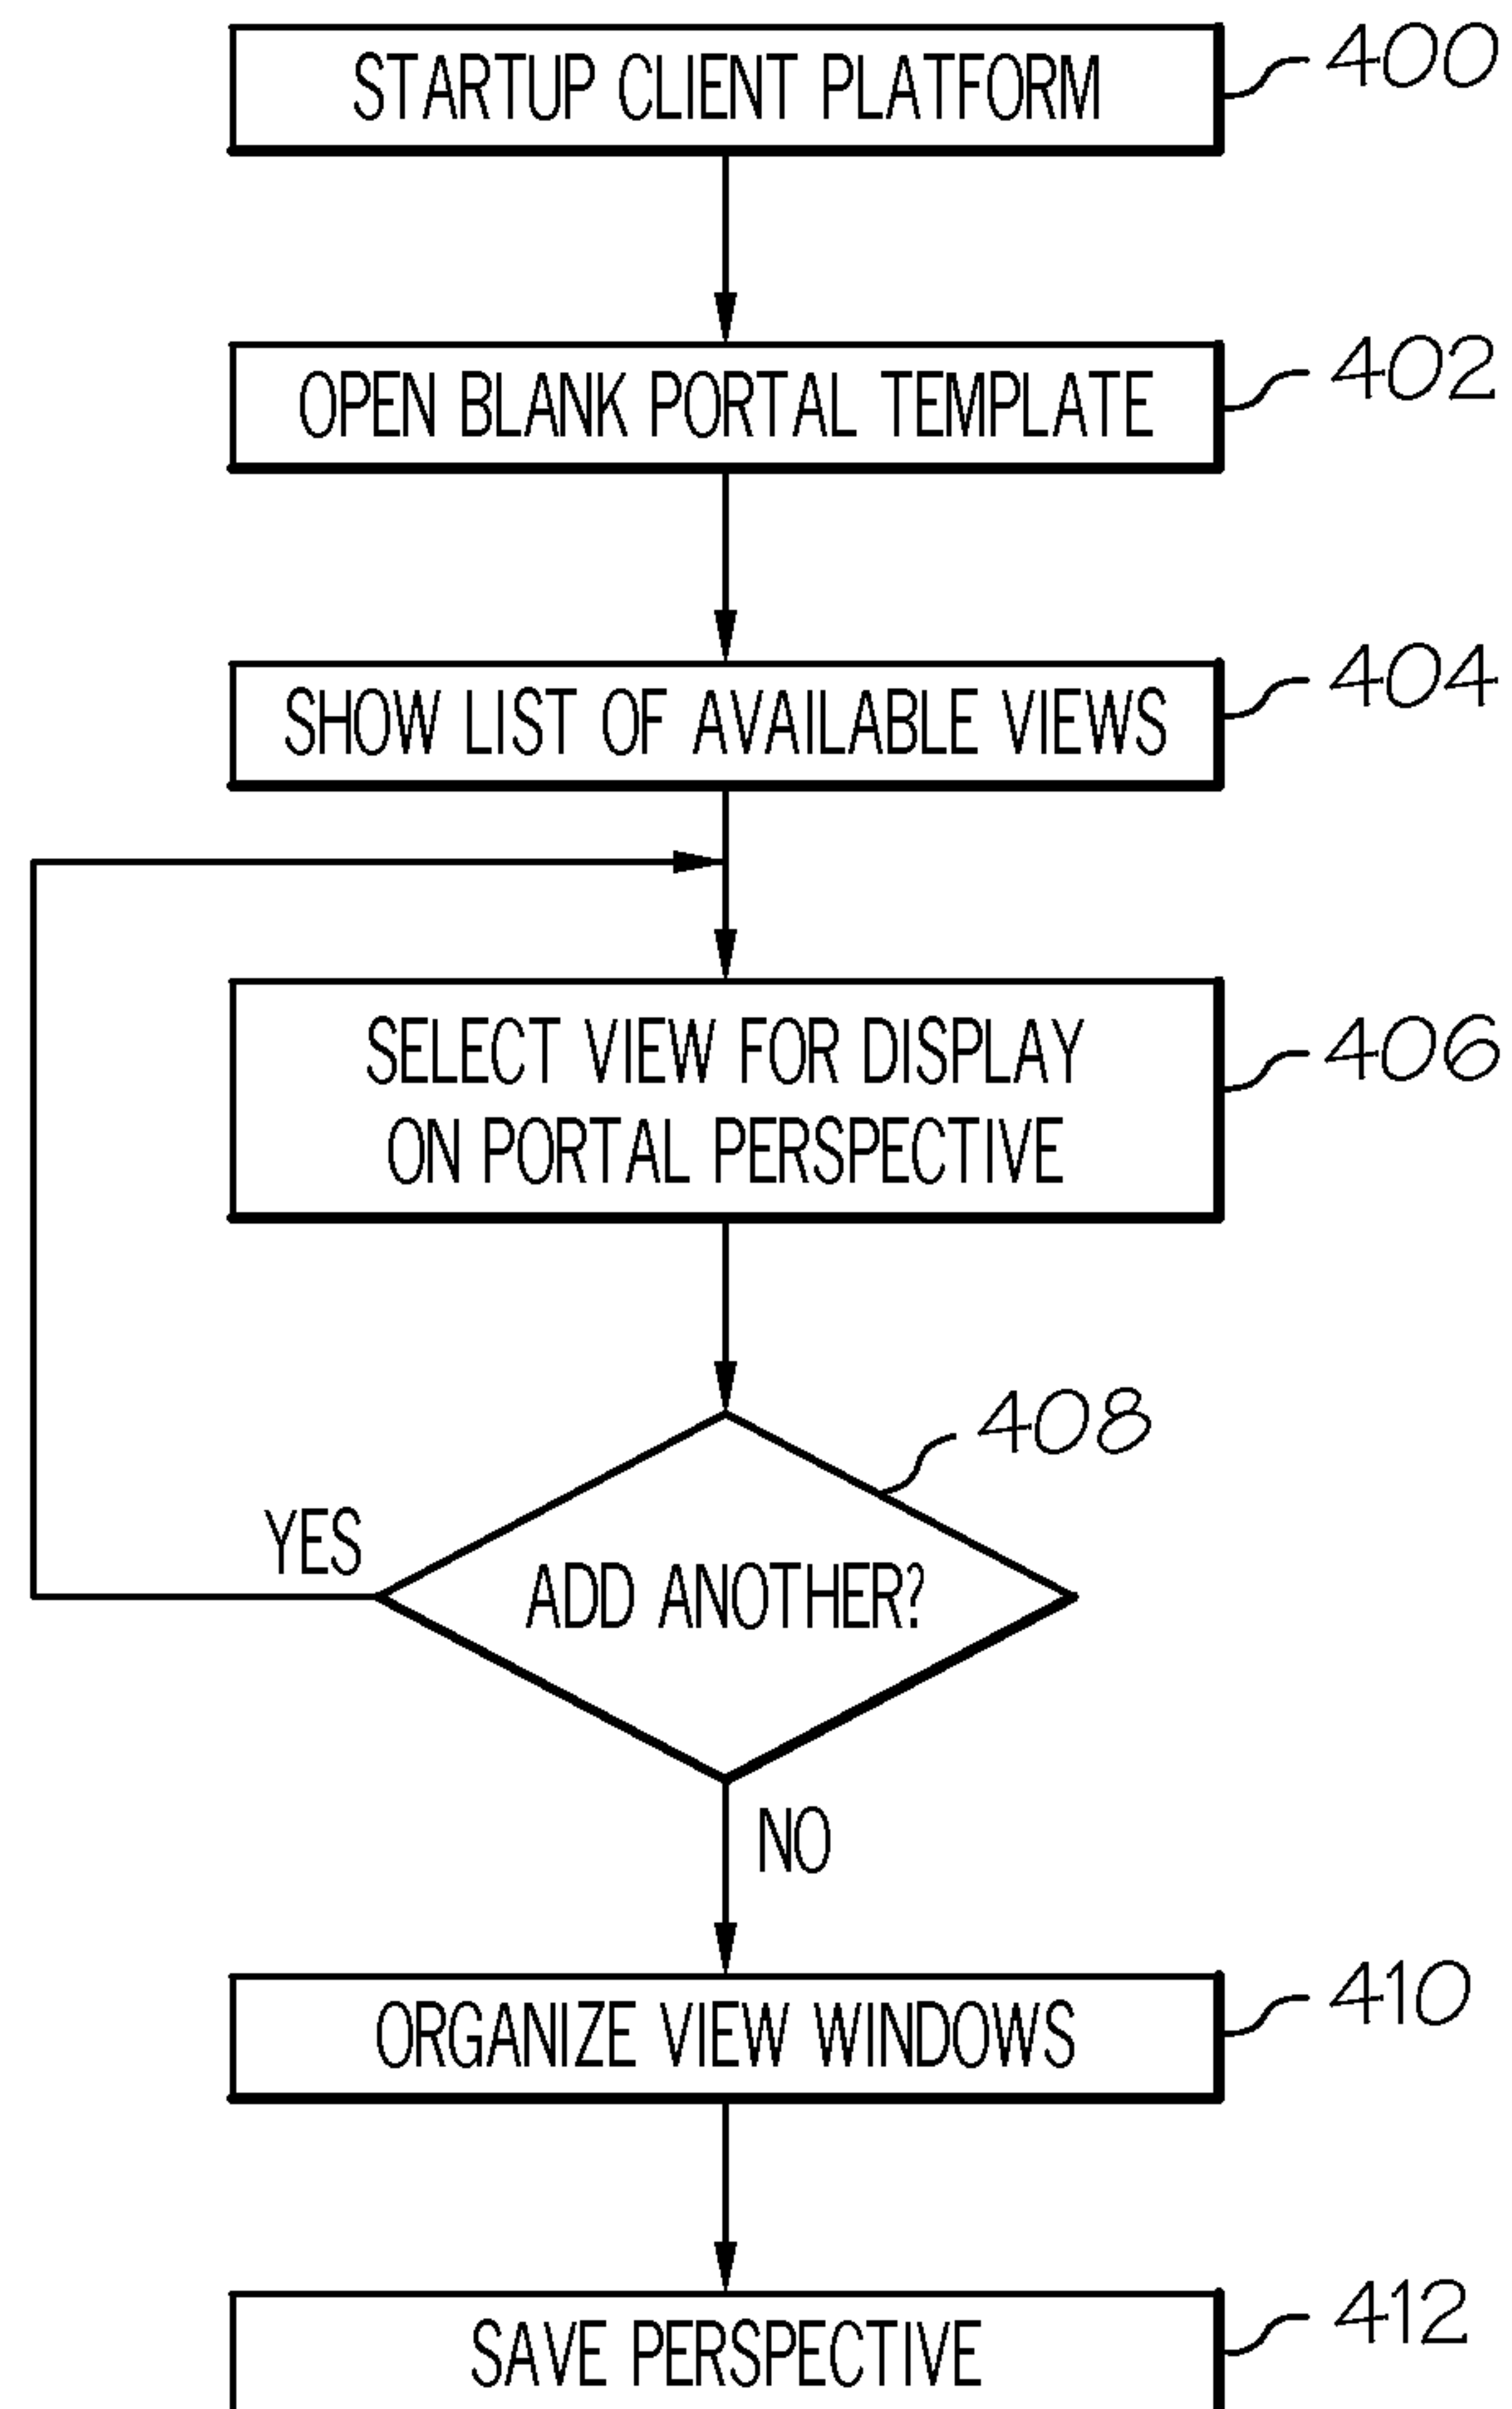 STARTUP CLIENT PLATFORM
400
OPEN BLANK PORTAL TEMPLATE
402
SHOW LIST OF AVAILABLE VIEWS
404
SELECT VIEW FOR DISPLAY
ON PORTAL PERSPECTIVE
406
408
YES
ADD ANOTHER?
NO
ORGANIZE VIEW WINDOWS
410
SAVE PERSPECTIVE
412